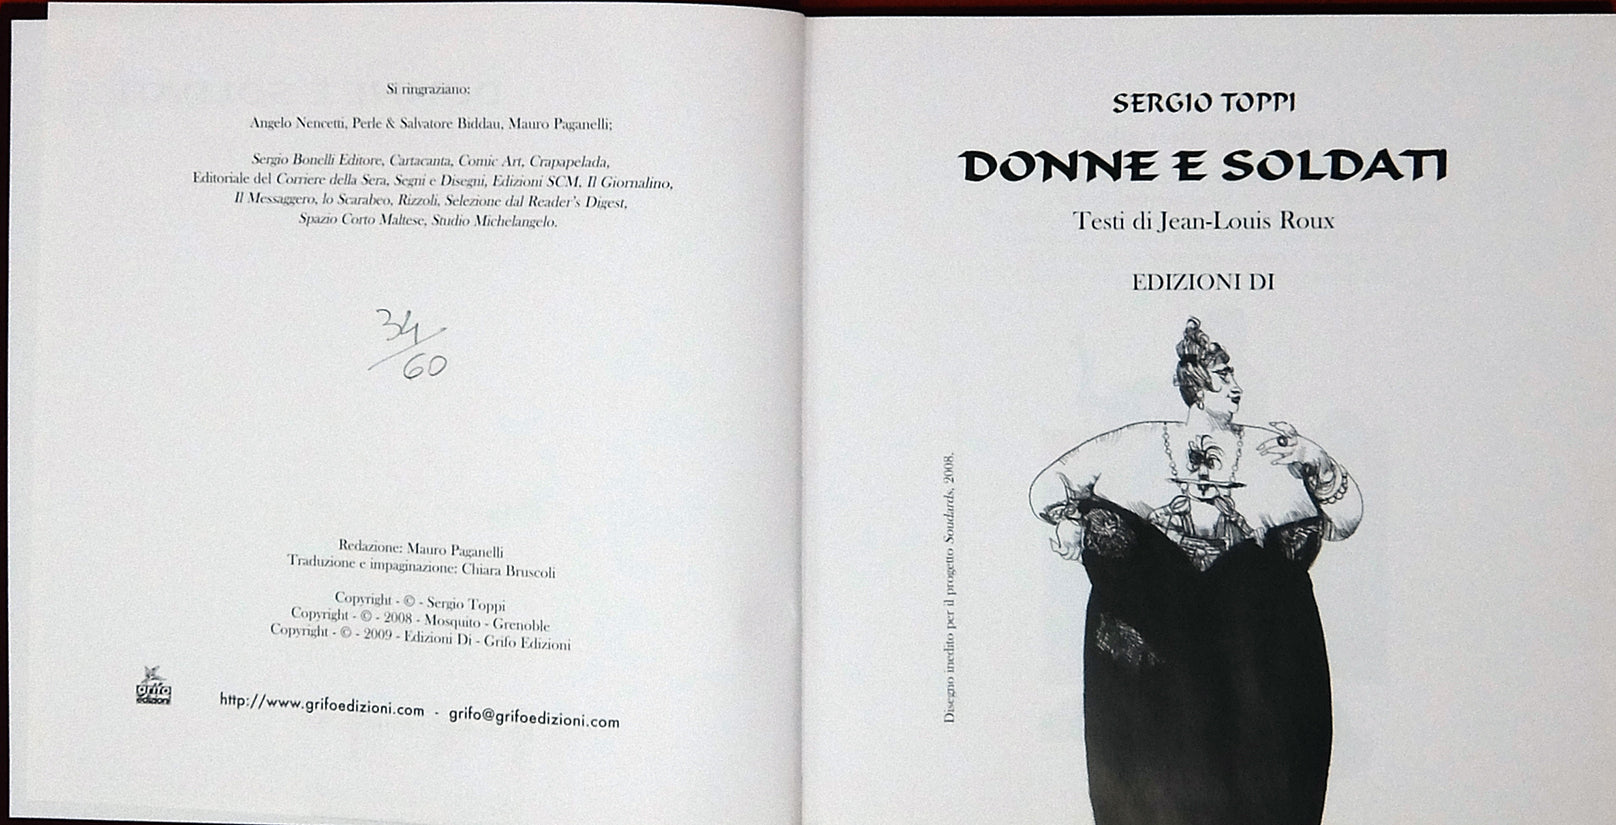 Si ringraziano:
Angelo Nencetti, Perle & Salvatore Biddau, Mauro Paganelli;
Sergio Bonelli Editore, Cartacanta, Comic Art, Crapapelada,
Editoriale del Corriere della Sera, Segni e Disegni, Edizioni SCM, Il Giornalino,
Il Messaggero, lo Scarabeo, Rizzoli, Selezione dal Reader's Digest,
Spazio Corto Maltese, Studio Michelangelo.
34/60
Redazione: Mauro Paganelli
Traduzione e impaginazione: Chiara Bruscoli
Copyright - © - Sergio Toppi
Copyright - © - 2008 - Mosquito - Grenoble
Copyright - © - 2009 - Edizioni Di - Grifo Edizioni
grifo
edizioni
http://www.grifoedizioni.com - grifo@grifoedizioni.com
SERGIO TOPPI
DONNE E SOLDATI
Testi di Jean-Louis Roux
EDIZIONI DI
Disegno inedito per il progetto Soudards, 2008.